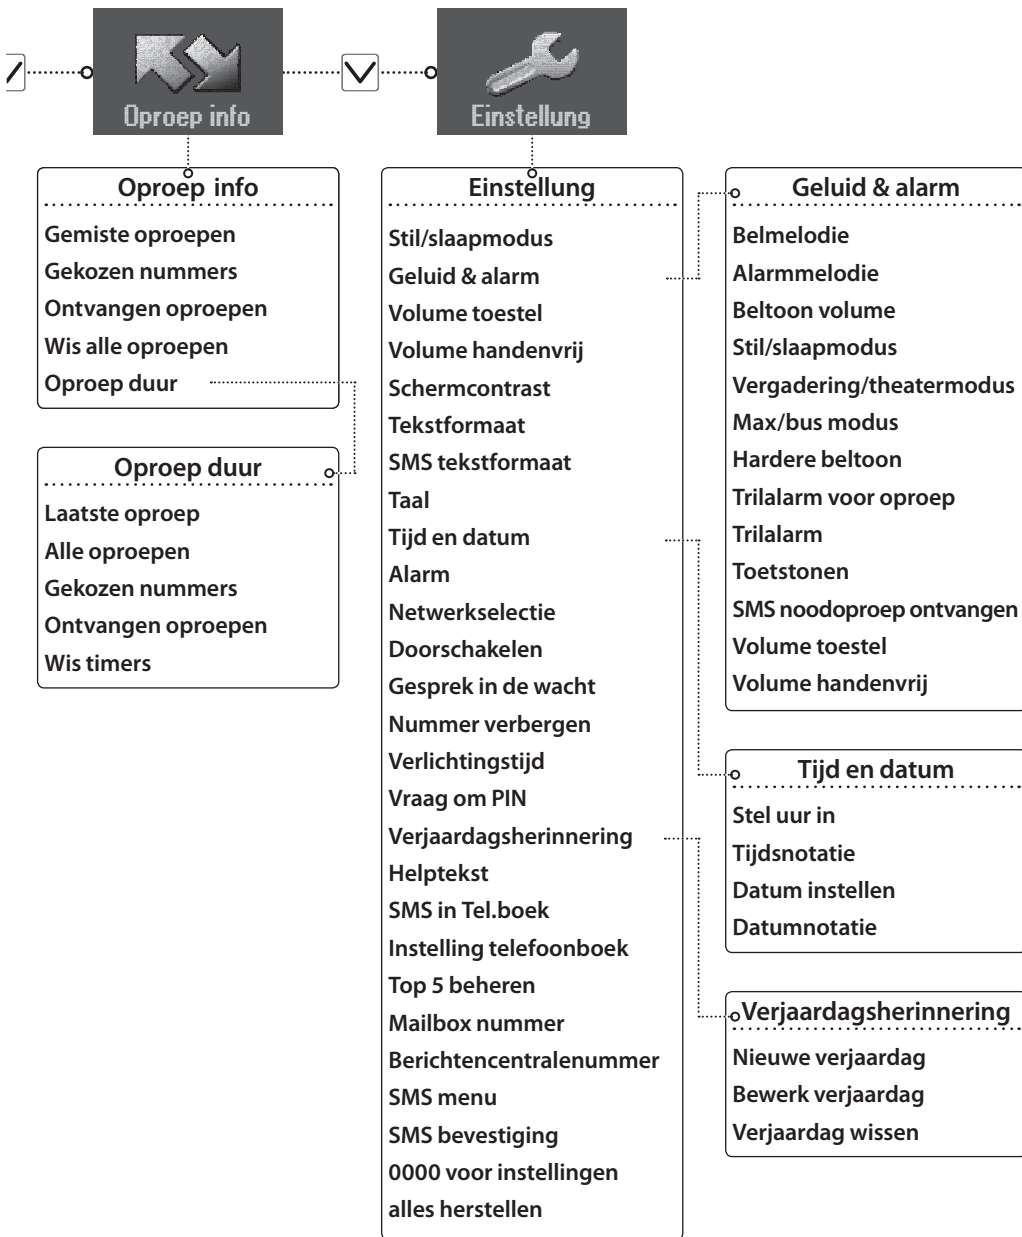 Oproep info
Einstellung
Oproep info
Gemiste oproepen
Gekozen nummers
Ontvangen oproepen
Wis alle oproepen
Oproep duur
Oproep duur
Laatste oproep
Alle oproepen
Gekozen nummers
Ontvangen oproepen
Wis timers
Einstellung
Stil/slaapmodus
Geluid & alarm
Volume toestel
Volume handenvrij
Schermcontrast
Tekstformaat
SMS tekstformaat
Taal
Tijd en datum
Alarm
Netwerkselectie
Doorschakelen
Gesprek in de wacht
Nummer verbergen
Verlichtingstijd
Vraag om PIN
Verjaardagsherinnering
Helptekst
SMS in Tel.boek
Instelling telefoonboek
Top 5 beheren
Mailbox nummer
Berichtencentralenummer
SMS menu
SMS bevestiging
0000 voor instellingen
alles herstellen
Geluid & alarm
Belmelodie
Alarmmelodie
Beltoon volume
Stil/slaapmodus
Vergadering/theatermodus
Max/bus modus
Hardere beltoon
Trilalarm voor oproep
Trilalarm
Toetstonen
SMS noodoproep ontvangen
Volume toestel
Volume handenvrij
Tijd en datum
Stel uur in
Tijdsnotatie
Datum instellen
Datumnotatie
Verjaardagsherinnering
Nieuwe verjaardag
Bewerk verjaardag
Verjaardag wissen